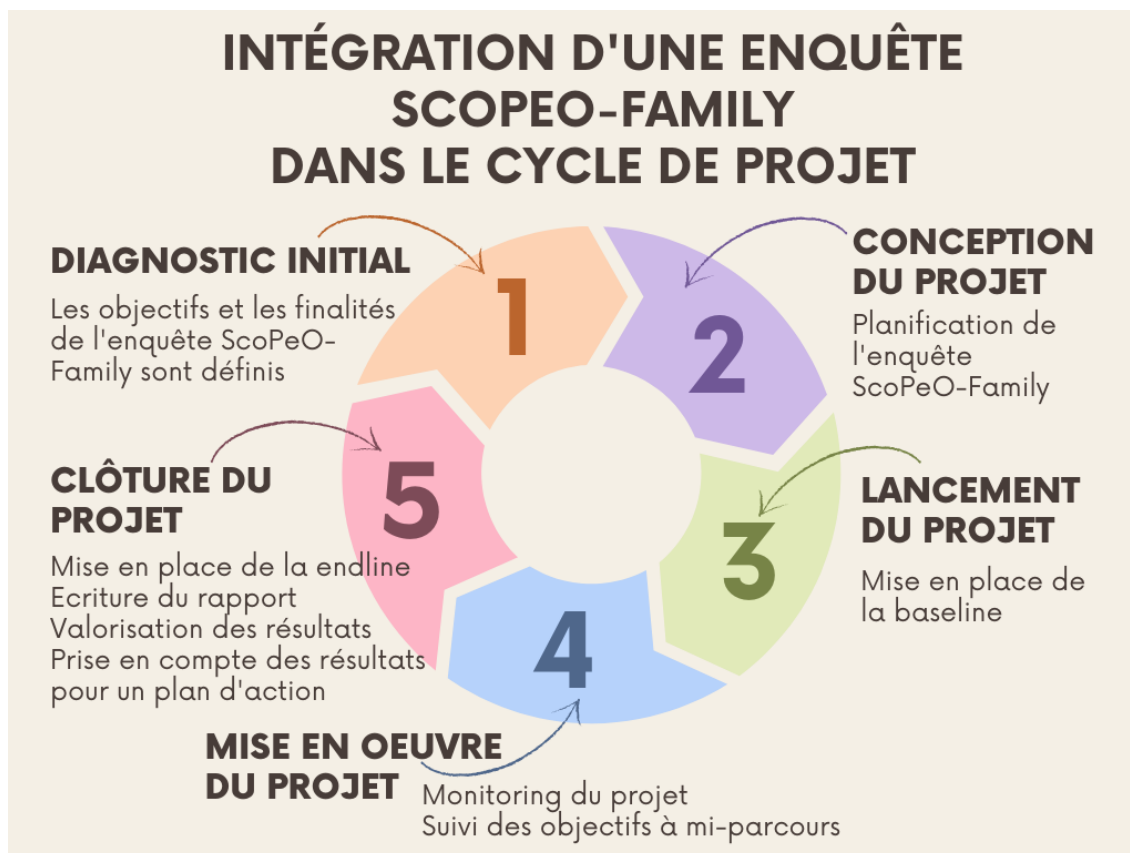 INTÉGRATION D'UNE ENQUÊTE
SCOPEO-FAMILY
DANS LE CYCLE DE PROJET
DIAGNOSTIC INITIAL
Les objectifs et les finalités
de l'enquête ScoPeO-
Family sont définis
1
CONCEPTION
DU PROJET
Planification de
l'enquête
ScoPeO-Family
2
LANCEMENT
DU PROJET
Mise en place de
la baseline
3
MISE EN OEUVRE
DU PROJET
Monitoring du projet
Suivi des objectifs à mi-parcours
4
CLÔTURE DU
PROJET
Mise en place de la endline
Ecriture du rapport
Valorisation des résultats
Prise en compte des résultats
pour un plan d'action
5